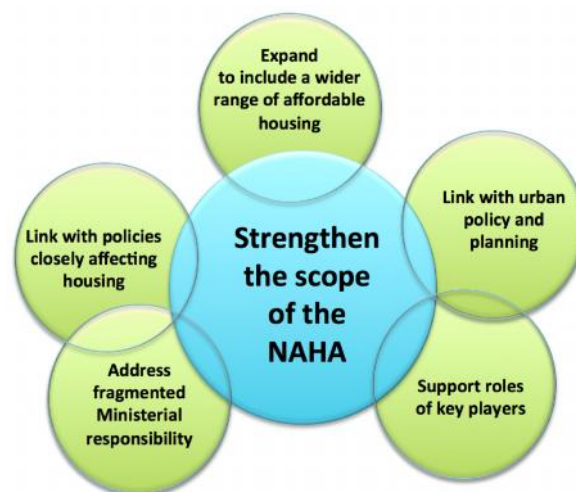 Expand
to include a wider
range of affordable
housing
Link with urban
policy and
planning
Support roles
of key players
Address
fragmented
Ministerial
responsibility
Link with policies
closely affecting
housing
Strengthen
the scope
of the
NAHA